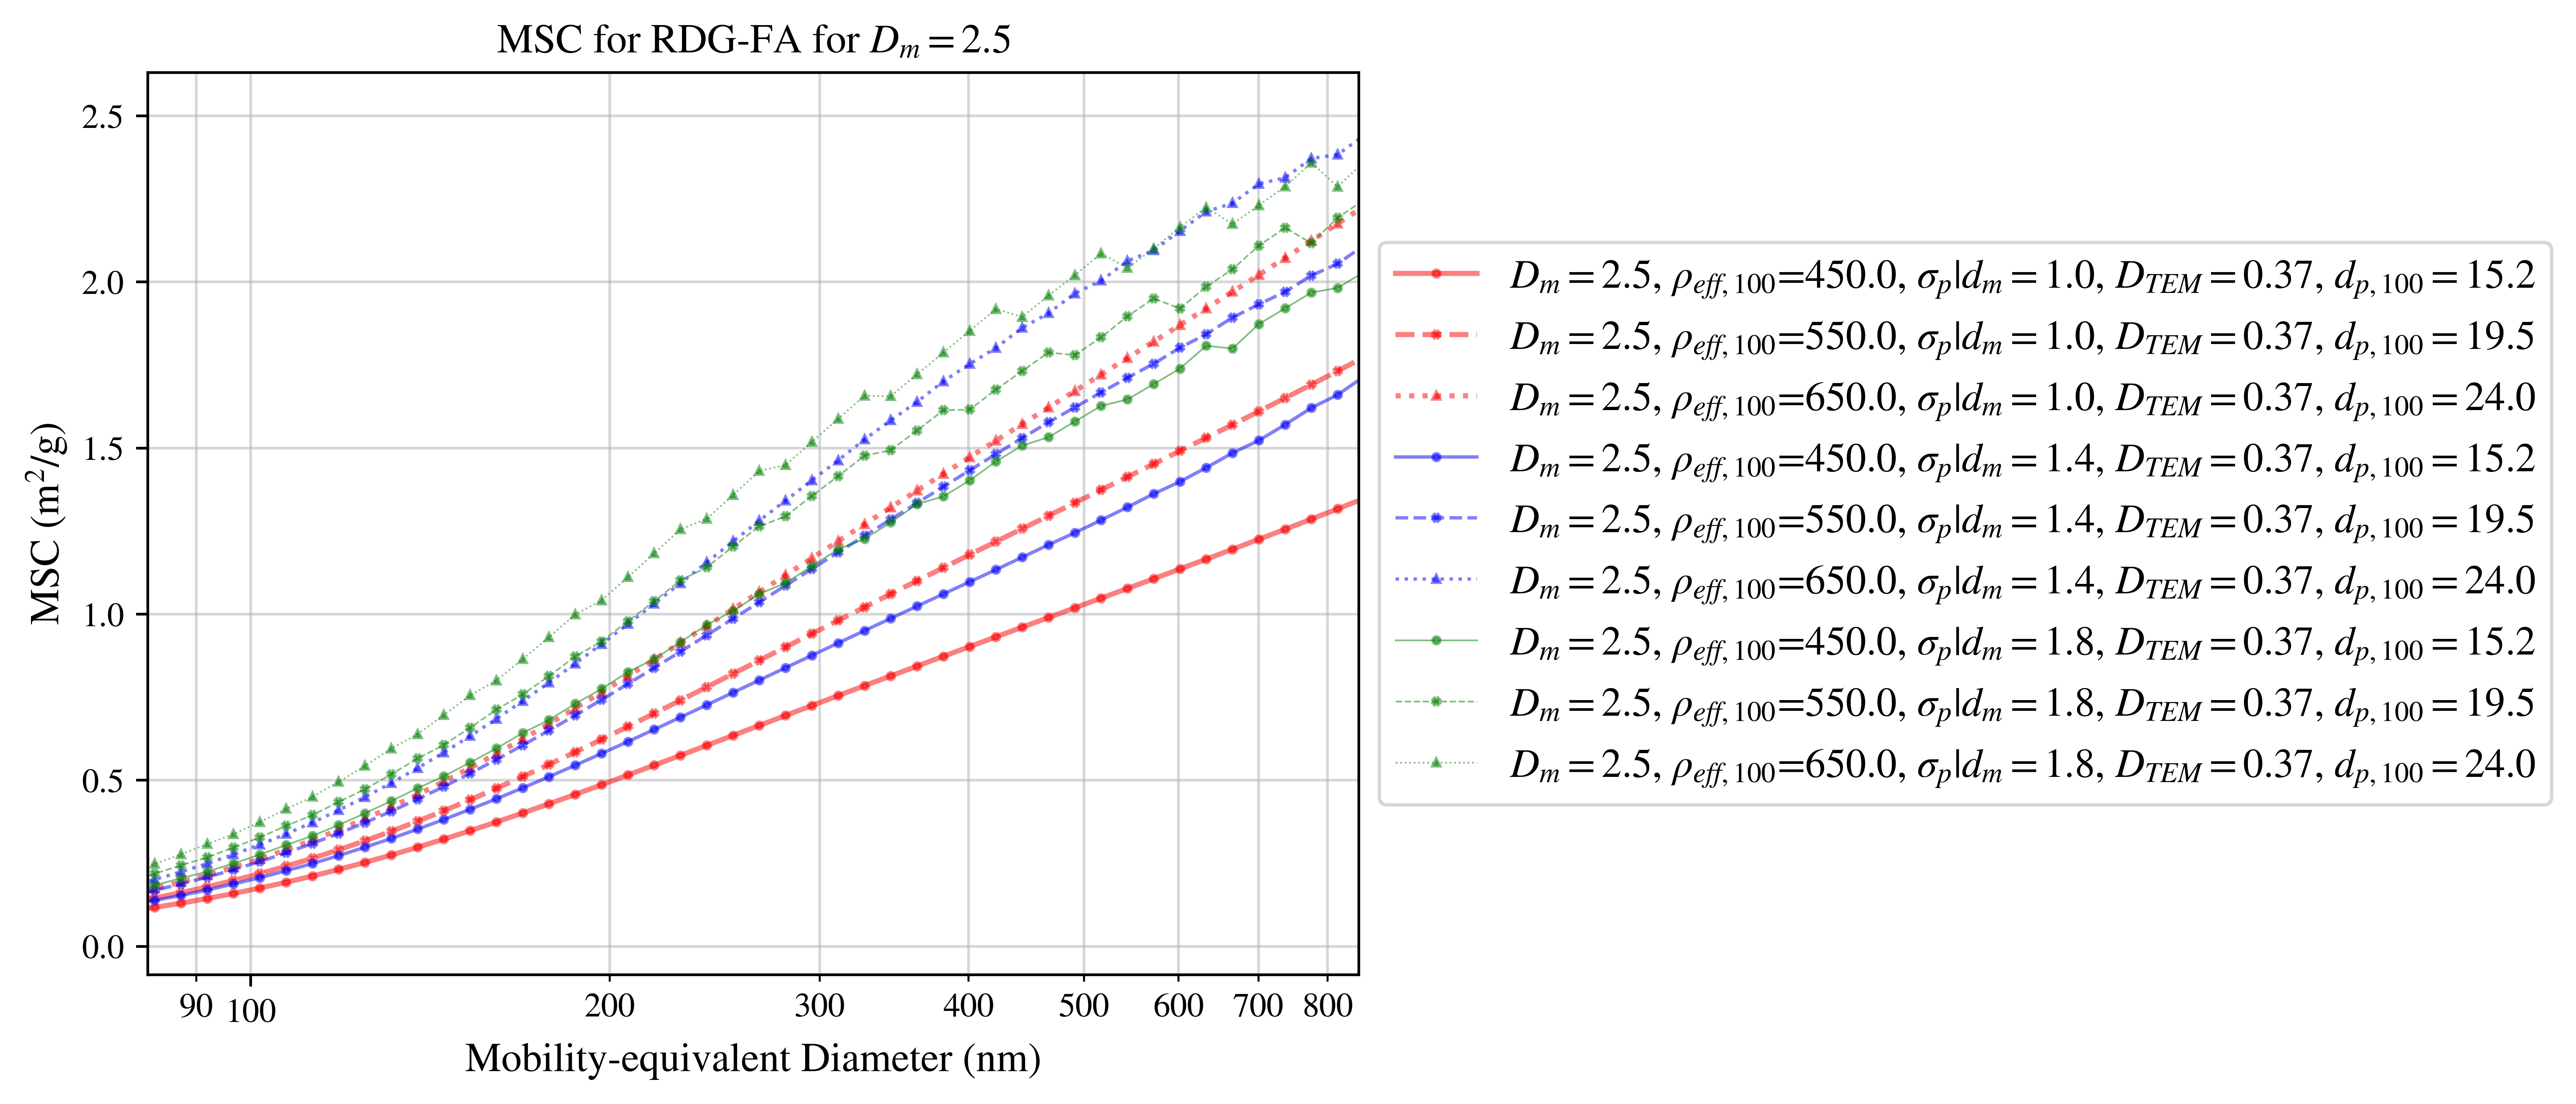 MSC for RDG-FA for Dₘ = 2.5
MSC (m²/g)
2.5
2.0
1.5
1.0
0.5
0.0
90 100 200 300 400 500 600 700 800
Mobility-equivalent Diameter (nm)
D_m = 2.5, ρ_eff,100=450.0, σ_p|d_m = 1.0, D_TEM = 0.37, d_p,100 = 15.2
D_m = 2.5, ρ_eff,100=550.0, σ_p|d_m = 1.0, D_TEM = 0.37, d_p,100 = 19.5
D_m = 2.5, ρ_eff,100=650.0, σ_p|d_m = 1.0, D_TEM = 0.37, d_p,100 = 24.0
D_m = 2.5, ρ_eff,100=450.0, σ_p|d_m = 1.4, D_TEM = 0.37, d_p,100 = 15.2
D_m = 2.5, ρ_eff,100=550.0, σ_p|d_m = 1.4, D_TEM = 0.37, d_p,100 = 19.5
D_m = 2.5, ρ_eff,100=650.0, σ_p|d_m = 1.4, D_TEM = 0.37, d_p,100 = 24.0
D_m = 2.5, ρ_eff,100=450.0, σ_p|d_m = 1.8, D_TEM = 0.37, d_p,100 = 15.2
D_m = 2.5, ρ_eff,100=550.0, σ_p|d_m = 1.8, D_TEM = 0.37, d_p,100 = 19.5
D_m = 2.5, ρ_eff,100=650.0, σ_p|d_m = 1.8, D_TEM = 0.37, d_p,100 = 24.0